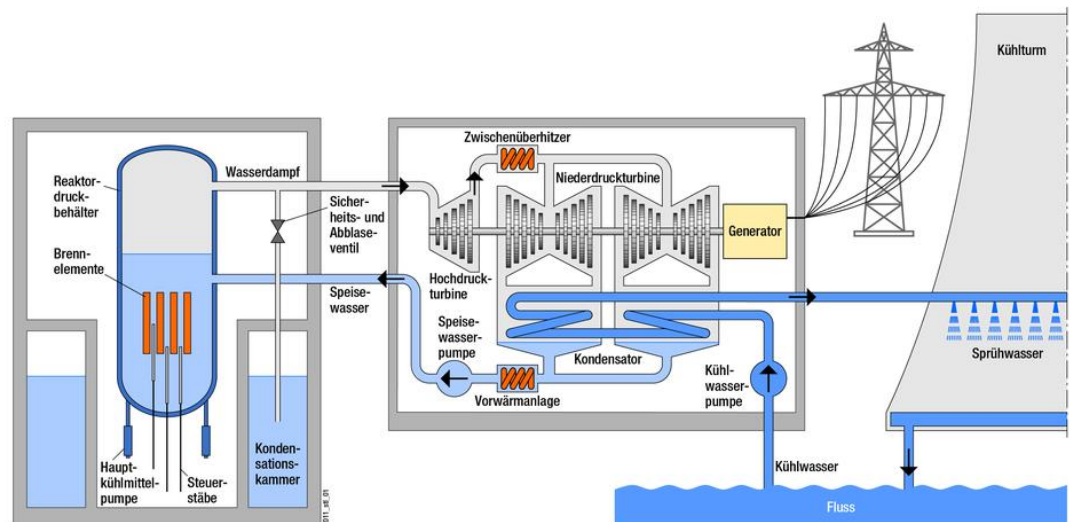 Kühlturm
Zwischenüberhitzer
Wasserdampf
Niederdruckturbine
Reaktor-
druck-
behälter
Sicher-
heits- und
Abblase-
ventil
Generator
Brenn-
elemente
Hochdruck-
turbine
Speise-
wasser
Speise-
wasser-
pumpe
Sprühwasser
Kondensator
Kühl-
wasser-
pumpe
Vorwärmanlage
Konden-
sations-
kammer
Haupt-
kühlmittel-
pumpe
Steuer-
stäbe
Kühlwasser
Fluss